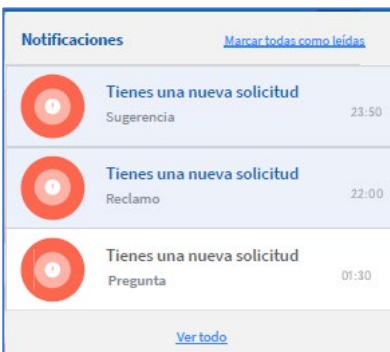 Notificaciones
Marcar todas como leídas
Tienes una nueva solicitud
Sugerencia
23:50
Tienes una nueva solicitud
Reclamo
22:00
Tienes una nueva solicitud
Pregunta
01:30
Ver todo